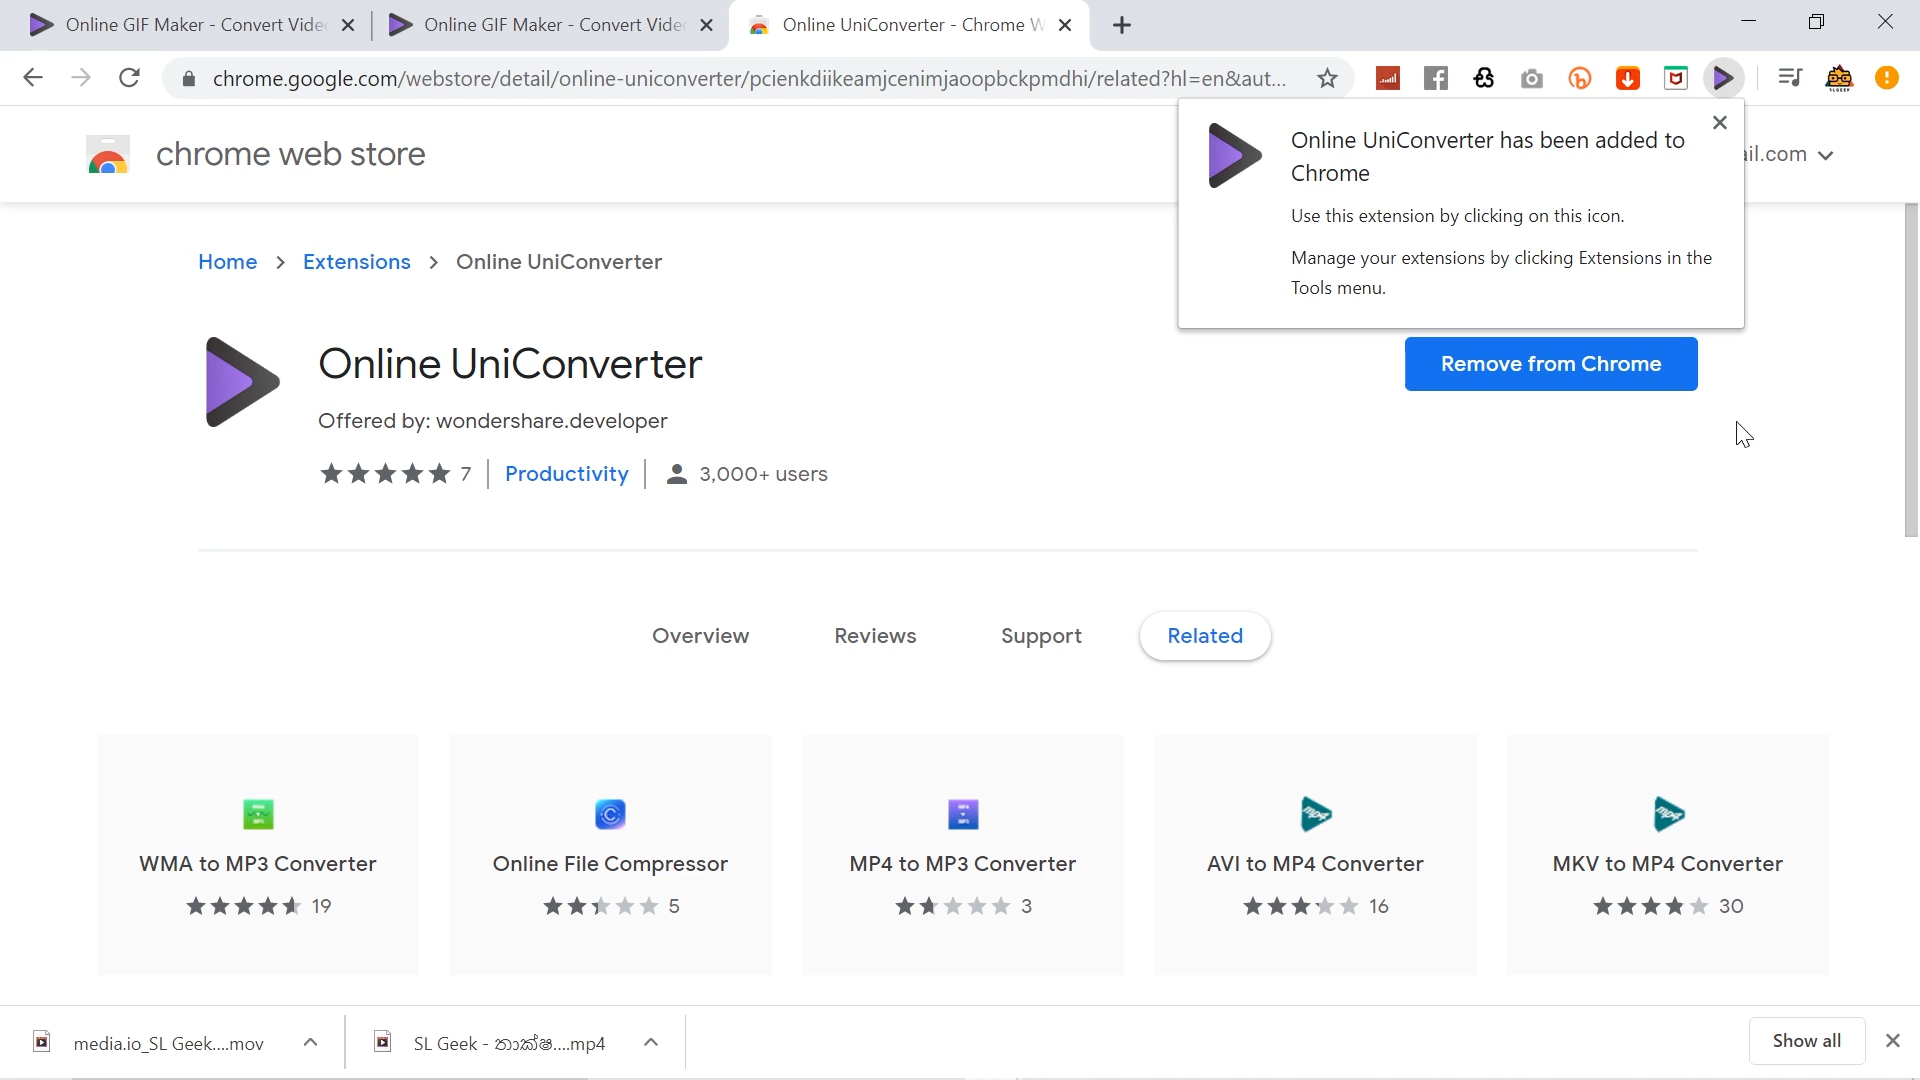 Online GIF Maker - Convert Vide
Online GIF Maker - Convert Vide
Online UniConverter - Chrome W
chrome.google.com/webstore/detail/online-uniconverter/pcienkdiikeamjcenimjaoopbckpmdhi/related?hl=en&aut...
chrome web store
ail.com
Online UniConverter has been added to
Chrome
Use this extension by clicking on this icon.
Manage your extensions by clicking Extensions in the
Tools menu.
Home > Extensions > Online UniConverter
Online UniConverter
Remove from Chrome
Offered by: wondershare.developer
7 Productivity 3,000+ users
Overview Reviews Support Related
WMA to MP3 Converter
19
Online File Compressor
5
MP4 to MP3 Converter
3
AVI to MP4 Converter
16
MKV to MP4 Converter
30
media.io_SL Geek....mov
SL Geek - තාක්ෂ....mp4
Show all